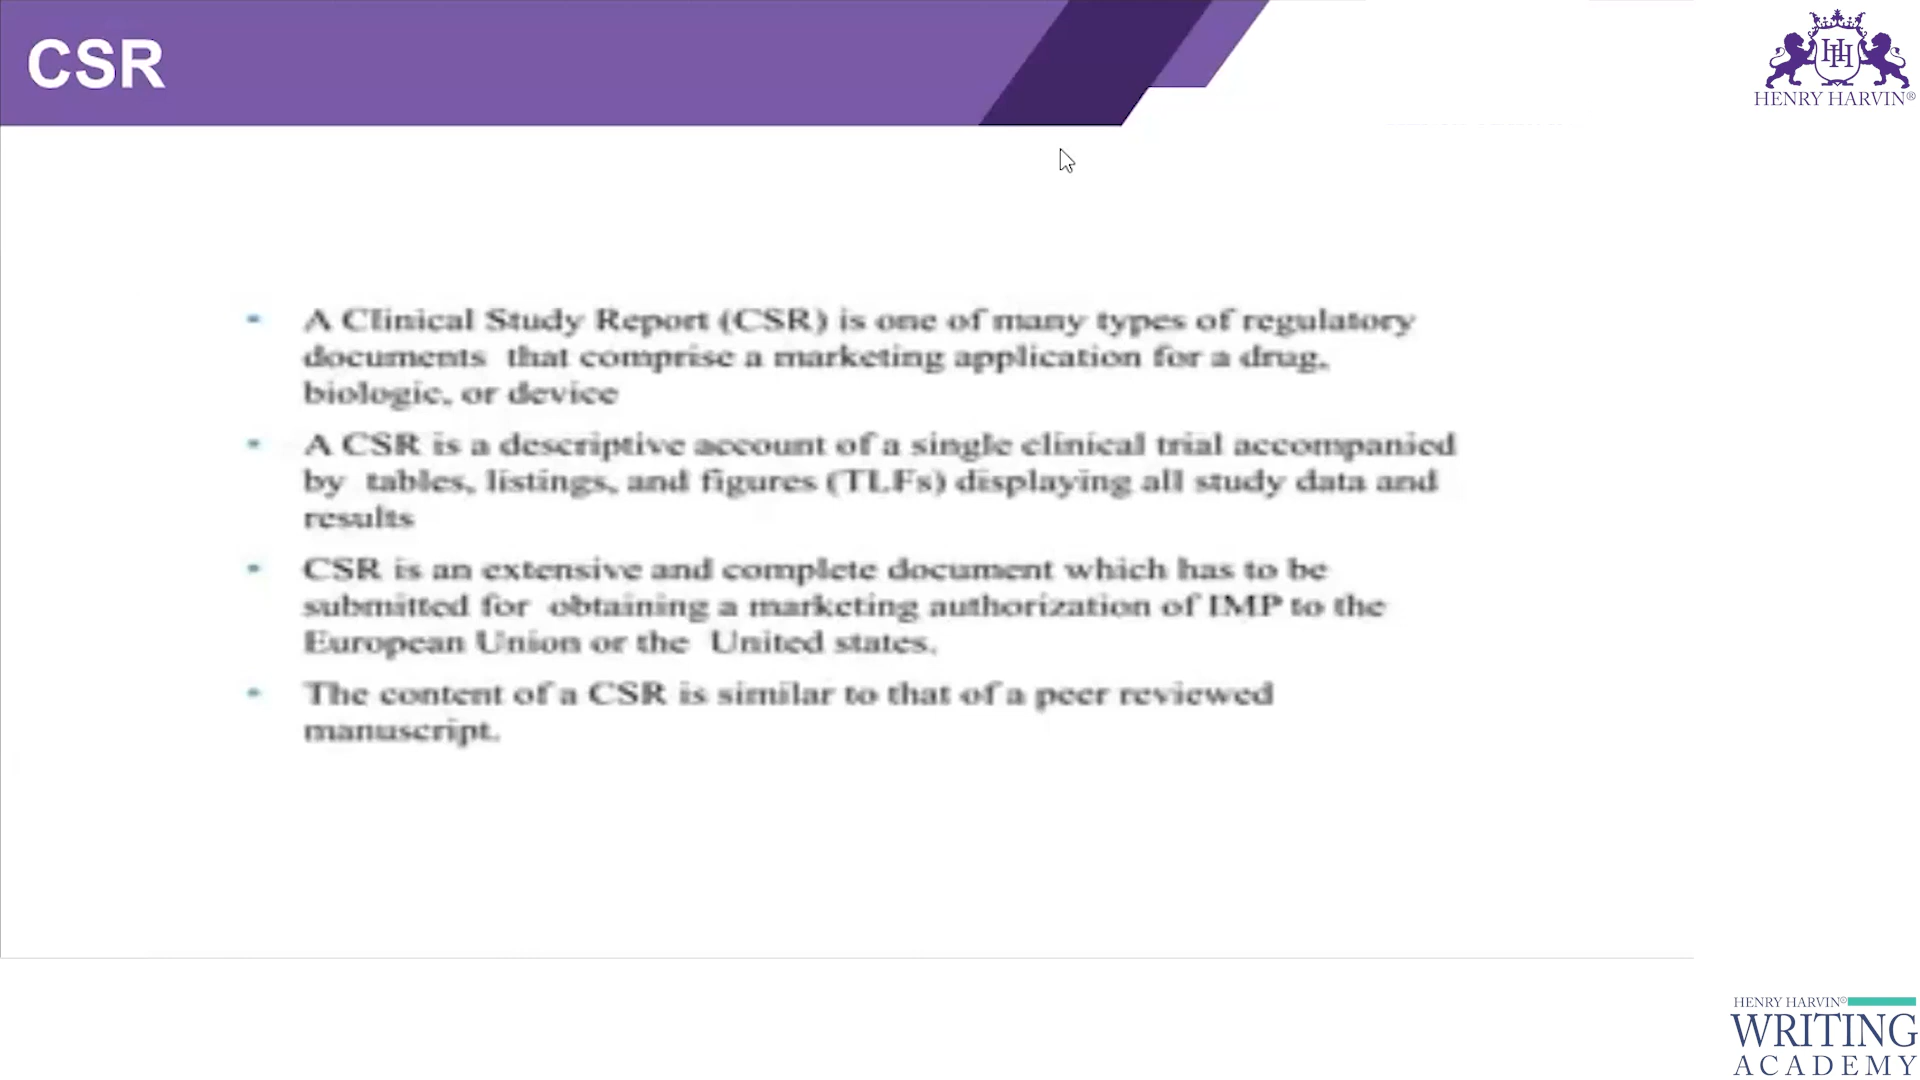 CSR
HH
HENRY HARVIN®
• A Clinical Study Report (CSR) is one of many types of regulatory
documents that comprise a marketing application for a drug,
biologic, or device
• A CSR is a descriptive account of a single clinical trial accompanied
by tables, listings, and figures (TLFs) displaying all study data and
results
• CSR is an extensive and complete document which has to be
submitted for obtaining a marketing authorization of IMP to the
European Union or the United states.
• The content of a CSR is similar to that of a peer reviewed
manuscript.
HENRY HARVIN®
WRITING
ACADEMY